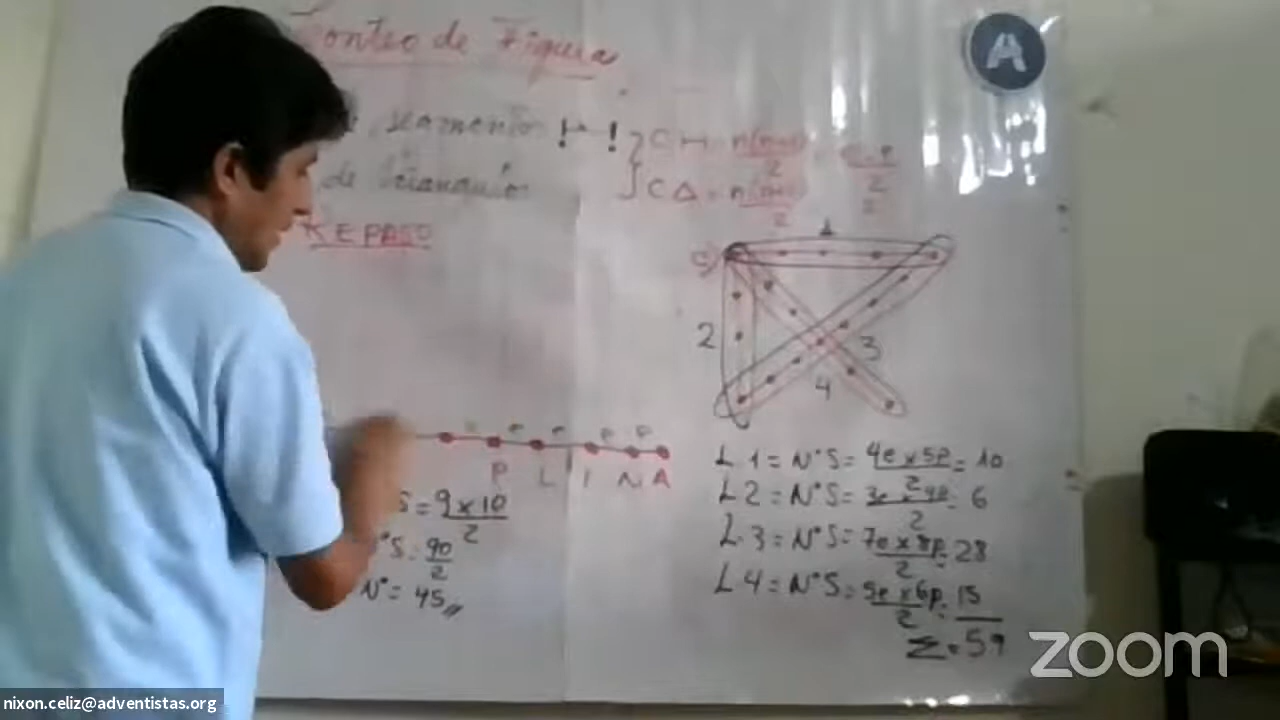 Conteo de Figura
de segmentos
de triangulos
REPASO
1
2
3
4
P L I N A
S = 9 x 10
2
°S = 90
2
N° = 45
L 1 = N°S = 4e x 5p = 10
2
L 2 = N°S = 3e x 4p = 6
2
L 3 = N°S = 7e x 8p = 28
2
L 4 = N°S = 5e x 6p = 15
2
Σ = 59
zoom
nixon.celiz@adventistas.org